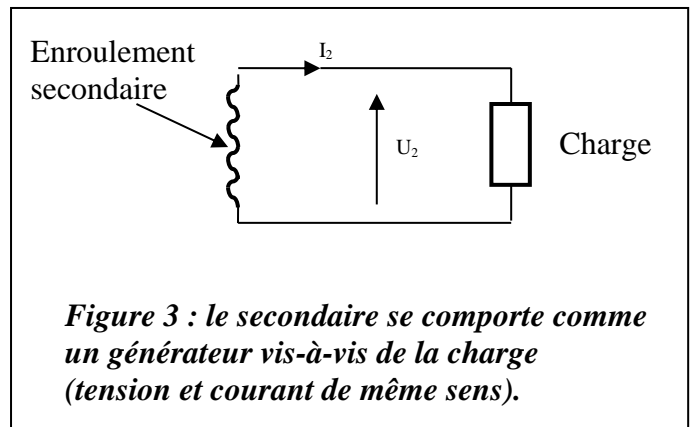 Enroulement
secondaire
I₂
U₂
Charge
Figure 3 : le secondaire se comporte comme
un générateur vis-à-vis de la charge
(tension et courant de même sens).